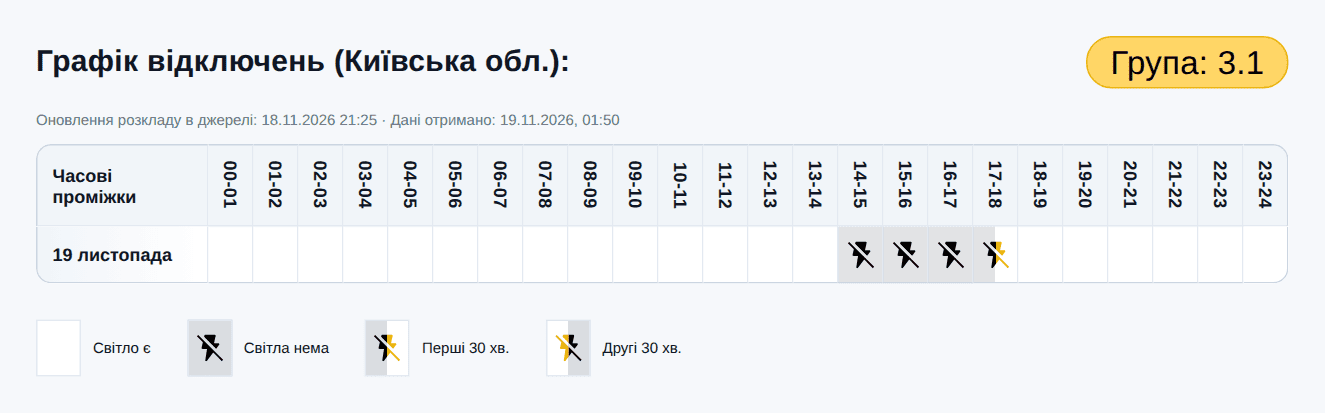 Графік відключень (Київська обл.):
Група: 3.1
Оновлення розкладу в джерелі: 18.11.2026 21:25 · Дані отримано: 19.11.2026, 01:50
Часові
проміжки
00-01
01-02
02-03
03-04
04-05
05-06
06-07
07-08
08-09
09-10
10-11
11-12
12-13
13-14
14-15
15-16
16-17
17-18
18-19
19-20
20-21
21-22
22-23
23-24
19 листопада
Світло є
Світла нема
Перші 30 хв.
Другі 30 хв.